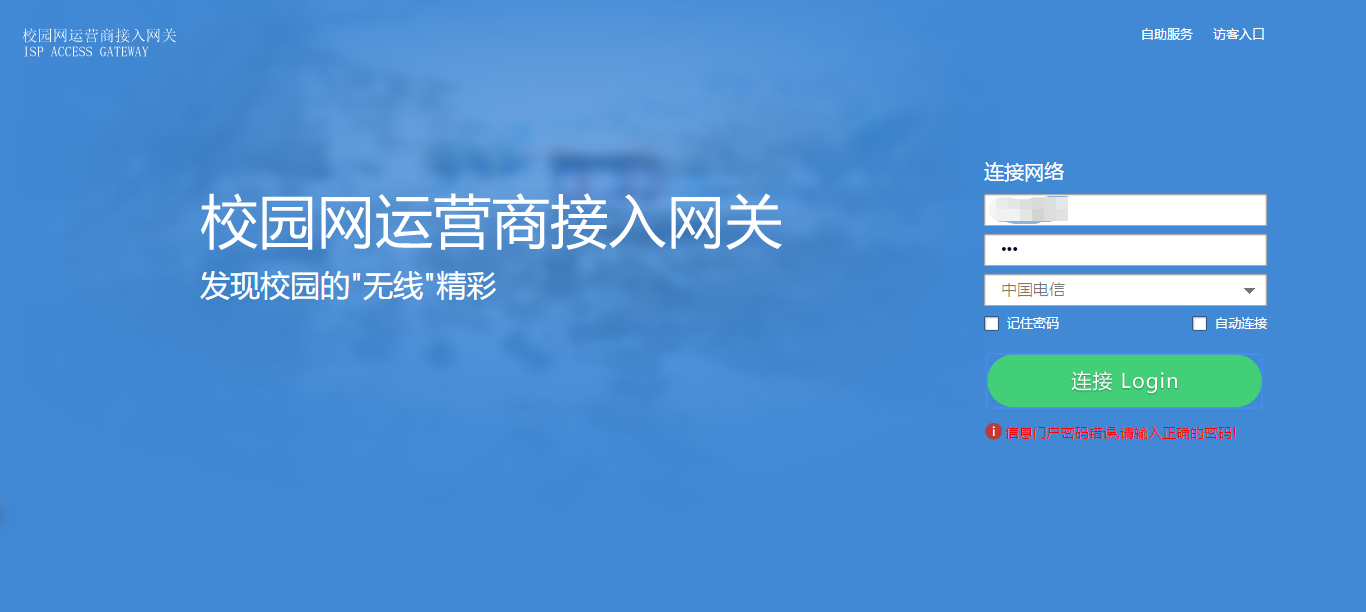 校园网运营商接入网关
ISP ACCESS GATEWAY
自助服务 访客入口
校园网运营商接入网关
发现校园的"无线"精彩
连接网络
•••
中国电信
记住密码 自动连接
连接 Login
信息门户密码错误,请输入正确的密码!